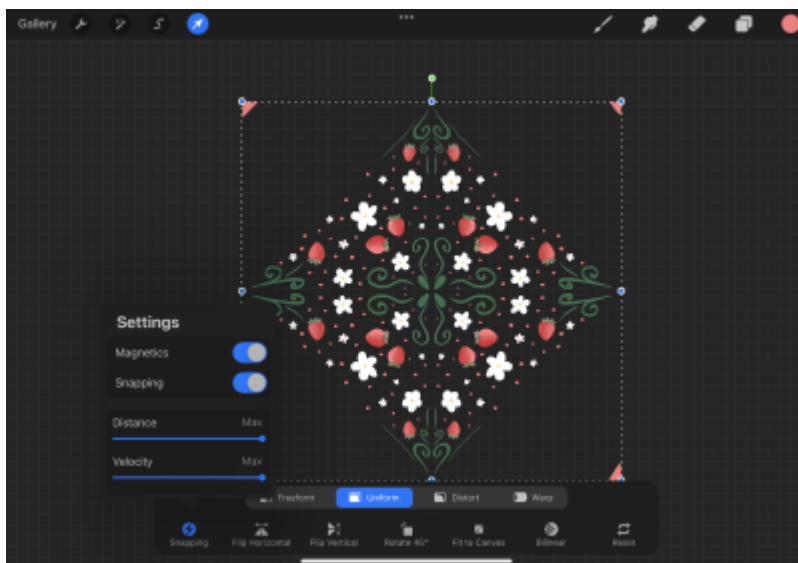 Gallery
Settings
Magnetics
Snapping
Distance Max
Velocity Max
Freeform Uniform Distort Warp
Snapping Flip Horizontal Flip Vertical Rotate 45° Fit to Canvas Bilinear Reset